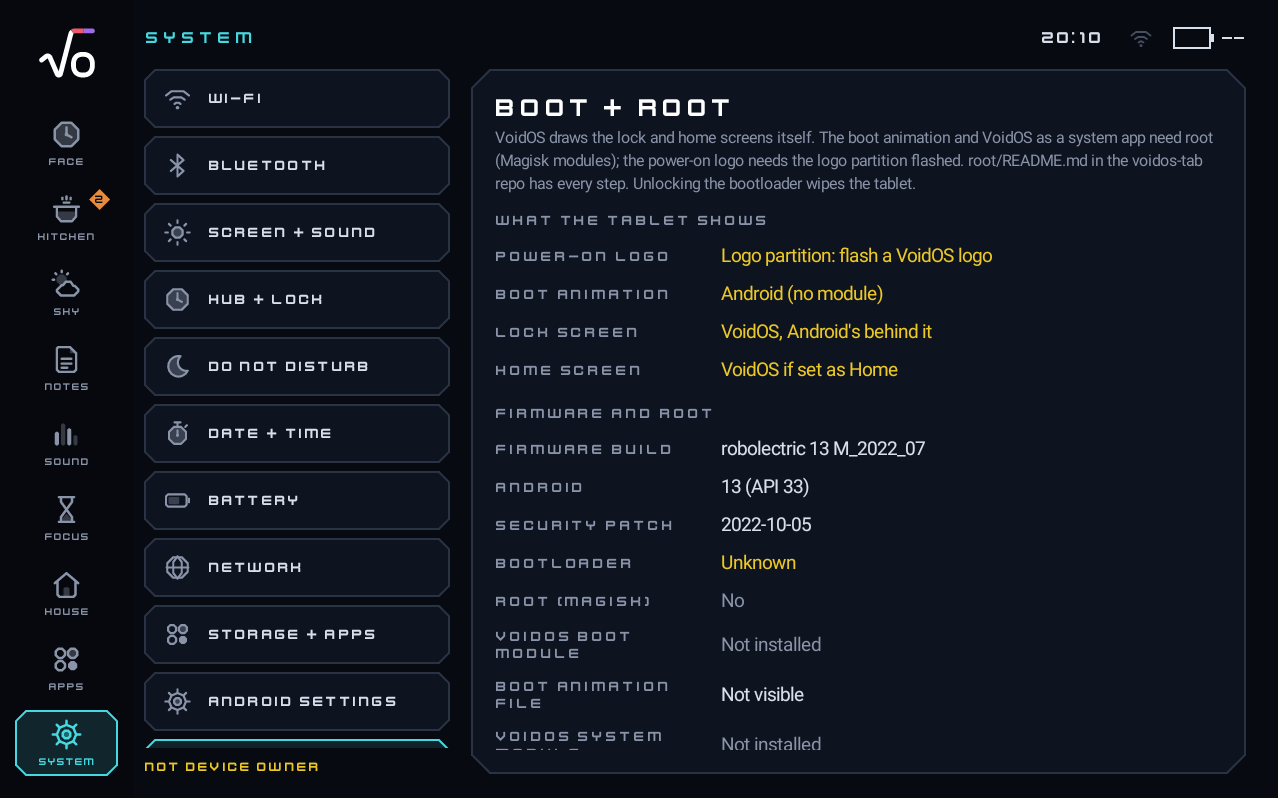 √o
SYSTEM
20:10
--
FACE
2
KITCHEN
SKY
NOTES
SOUND
FOCUS
HOUSE
APPS
SYSTEM
WI-FI
BLUETOOTH
SCREEN + SOUND
HUB + LOCK
DO NOT DISTURB
DATE + TIME
BATTERY
NETWORK
STORAGE + APPS
ANDROID SETTINGS
NOT DEVICE OWNER
BOOT + ROOT
VoidOS draws the lock and home screens itself. The boot animation and VoidOS as a system app need root
(Magisk modules); the power-on logo needs the logo partition flashed. root/README.md in the voidos-tab
repo has every step. Unlocking the bootloader wipes the tablet.
WHAT THE TABLET SHOWS
POWER-ON LOGO Logo partition: flash a VoidOS logo
BOOT ANIMATION Android (no module)
LOCK SCREEN VoidOS, Android's behind it
HOME SCREEN VoidOS if set as Home
FIRMWARE AND ROOT
FIRMWARE BUILD robolectric 13 M_2022_07
ANDROID 13 (API 33)
SECURITY PATCH 2022-10-05
BOOTLOADER Unknown
ROOT (MAGISK) No
VOIDOS BOOT
MODULE Not installed
BOOT ANIMATION
FILE Not visible
VOIDOS SYSTEM
MODULE Not installed